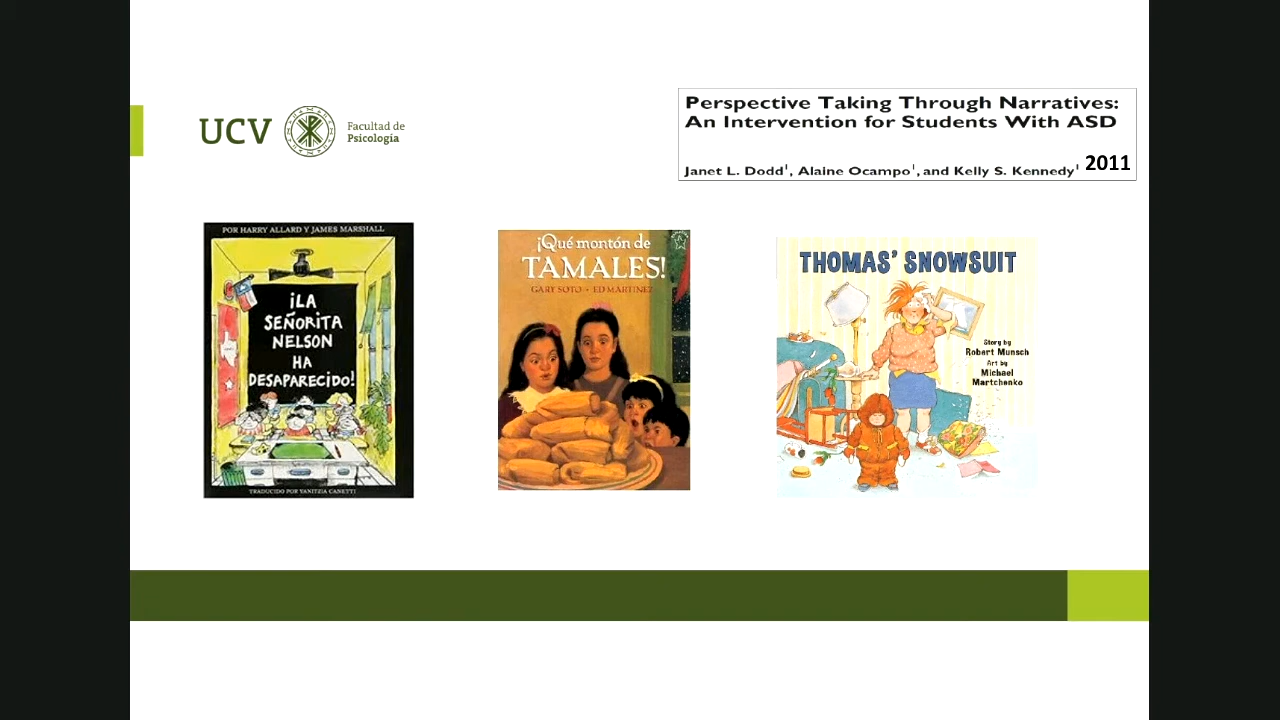 UCV
Facultad de
Psicología
Perspective Taking Through Narratives:
An Intervention for Students With ASD
Janet L. Dodd¹, Alaine Ocampo¹, and Kelly S. Kennedy¹ 2011
POR HARRY ALLARD Y JAMES MARSHALL
¡LA
SEÑORITA
NELSON
HA
DESAPARECIDO!
TRADUCIDO POR YANITZIA CANETTI
¡Qué montón de
TAMALES!
GARY SOTO • ED MARTINEZ
THOMAS' SNOWSUIT
Story by
Robert Munsch
Art by
Michael
Martchenko